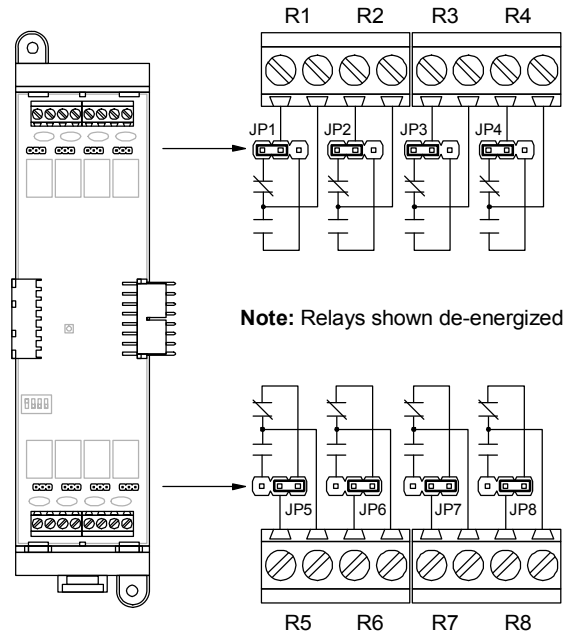 R1 R2 R3 R4
JP1 JP2 JP3 JP4
Note: Relays shown de-energized
JP5 JP6 JP7 JP8
R5 R6 R7 R8